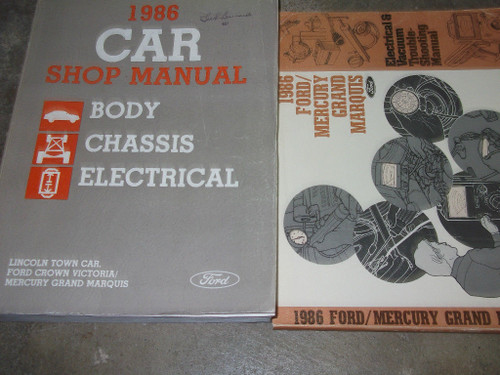 1986
CAR
SHOP MANUAL
BODY
CHASSIS
ELECTRICAL
LINCOLN TOWN CAR,
FORD CROWN VICTORIA/
MERCURY GRAND MARQUIS
Ford
Electrical &
Vacuum
Trouble-
Shooting
Manual
1986
FORD/
MERCURY
GRAND
MARQUIS
Ford
1986 FORD/MERCURY GRAND